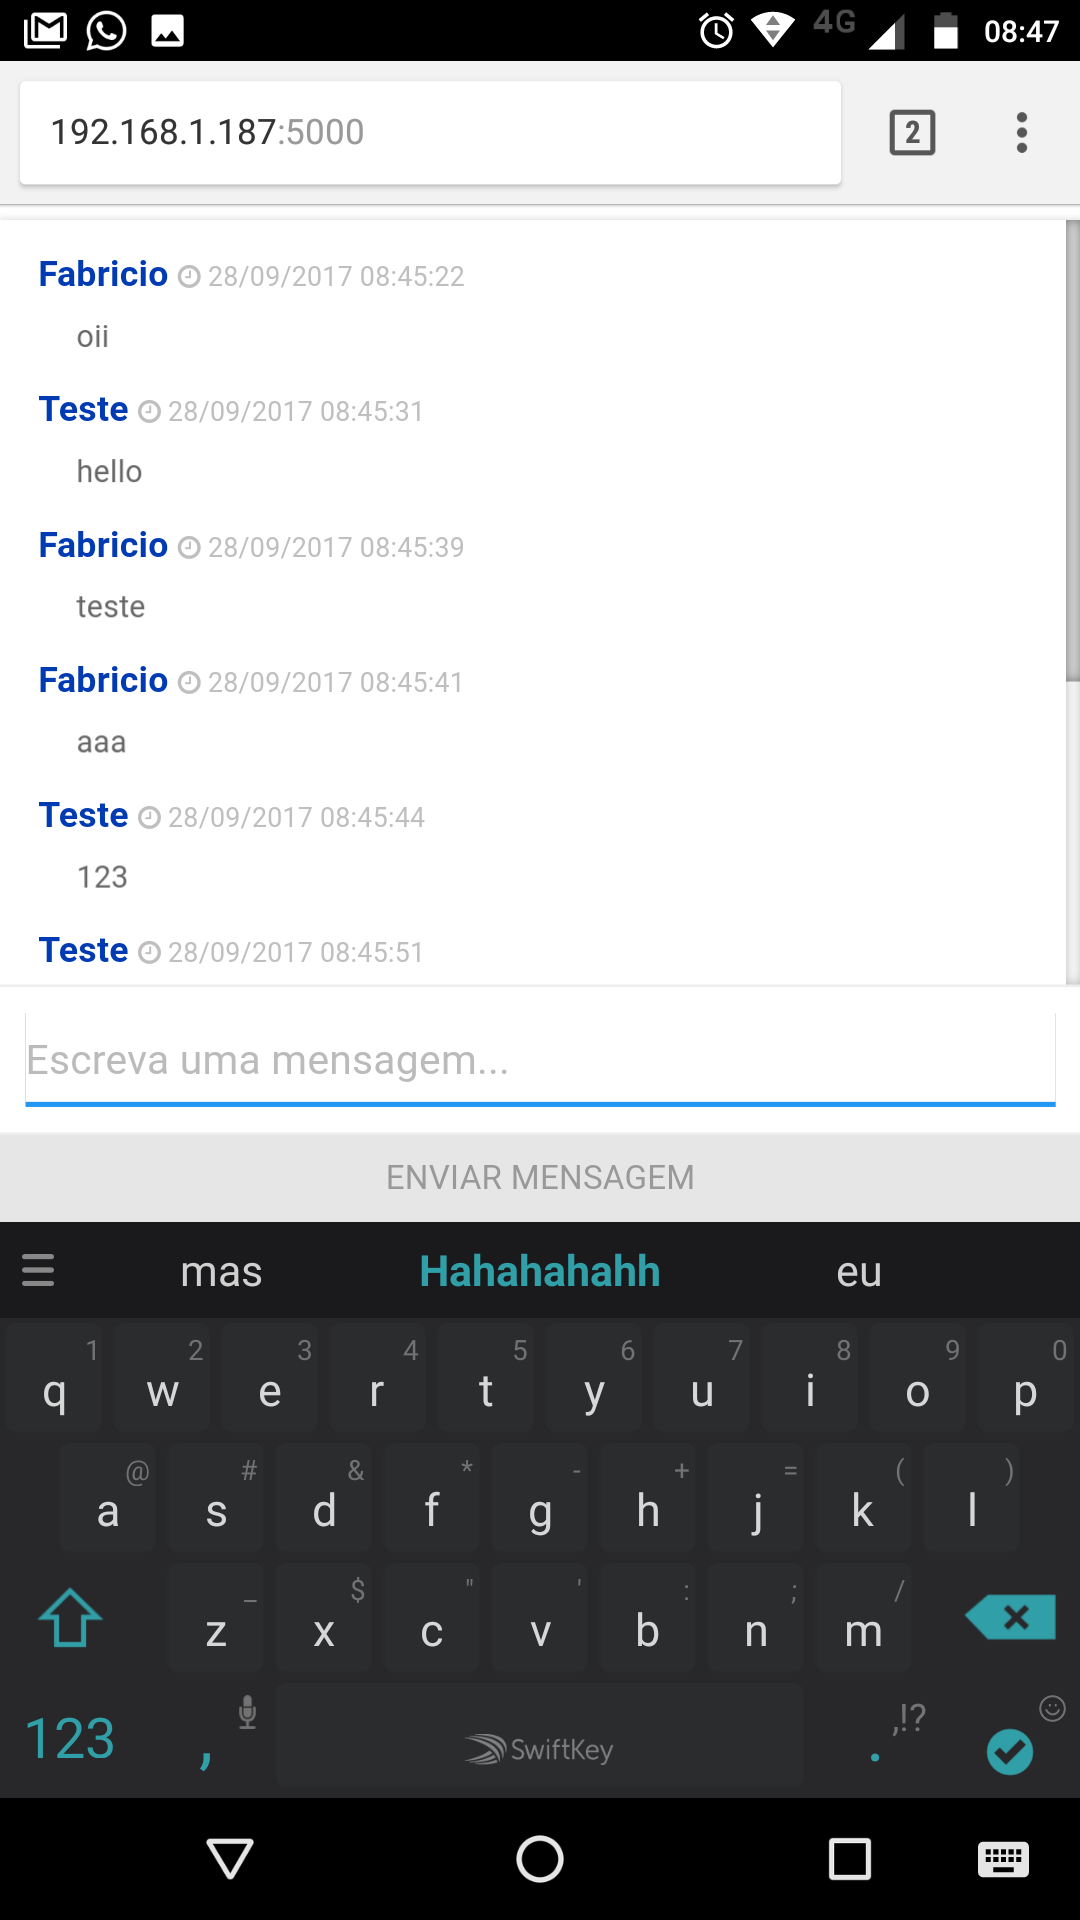 4G 08:47
192.168.1.187:5000 2
Fabricio 28/09/2017 08:45:22
oii
Teste 28/09/2017 08:45:31
hello
Fabricio 28/09/2017 08:45:39
teste
Fabricio 28/09/2017 08:45:41
aaa
Teste 28/09/2017 08:45:44
123
Teste 28/09/2017 08:45:51
Escreva uma mensagem...
ENVIAR MENSAGEM
mas Hahahahahh eu
1 2 3 4 5 6 7 8 9 0
q w e r t y u i o p
@ # & * - + = ( )
a s d f g h j k l
_ $ " ' : ; /
z x c v b n m
123 , SwiftKey . ,!?